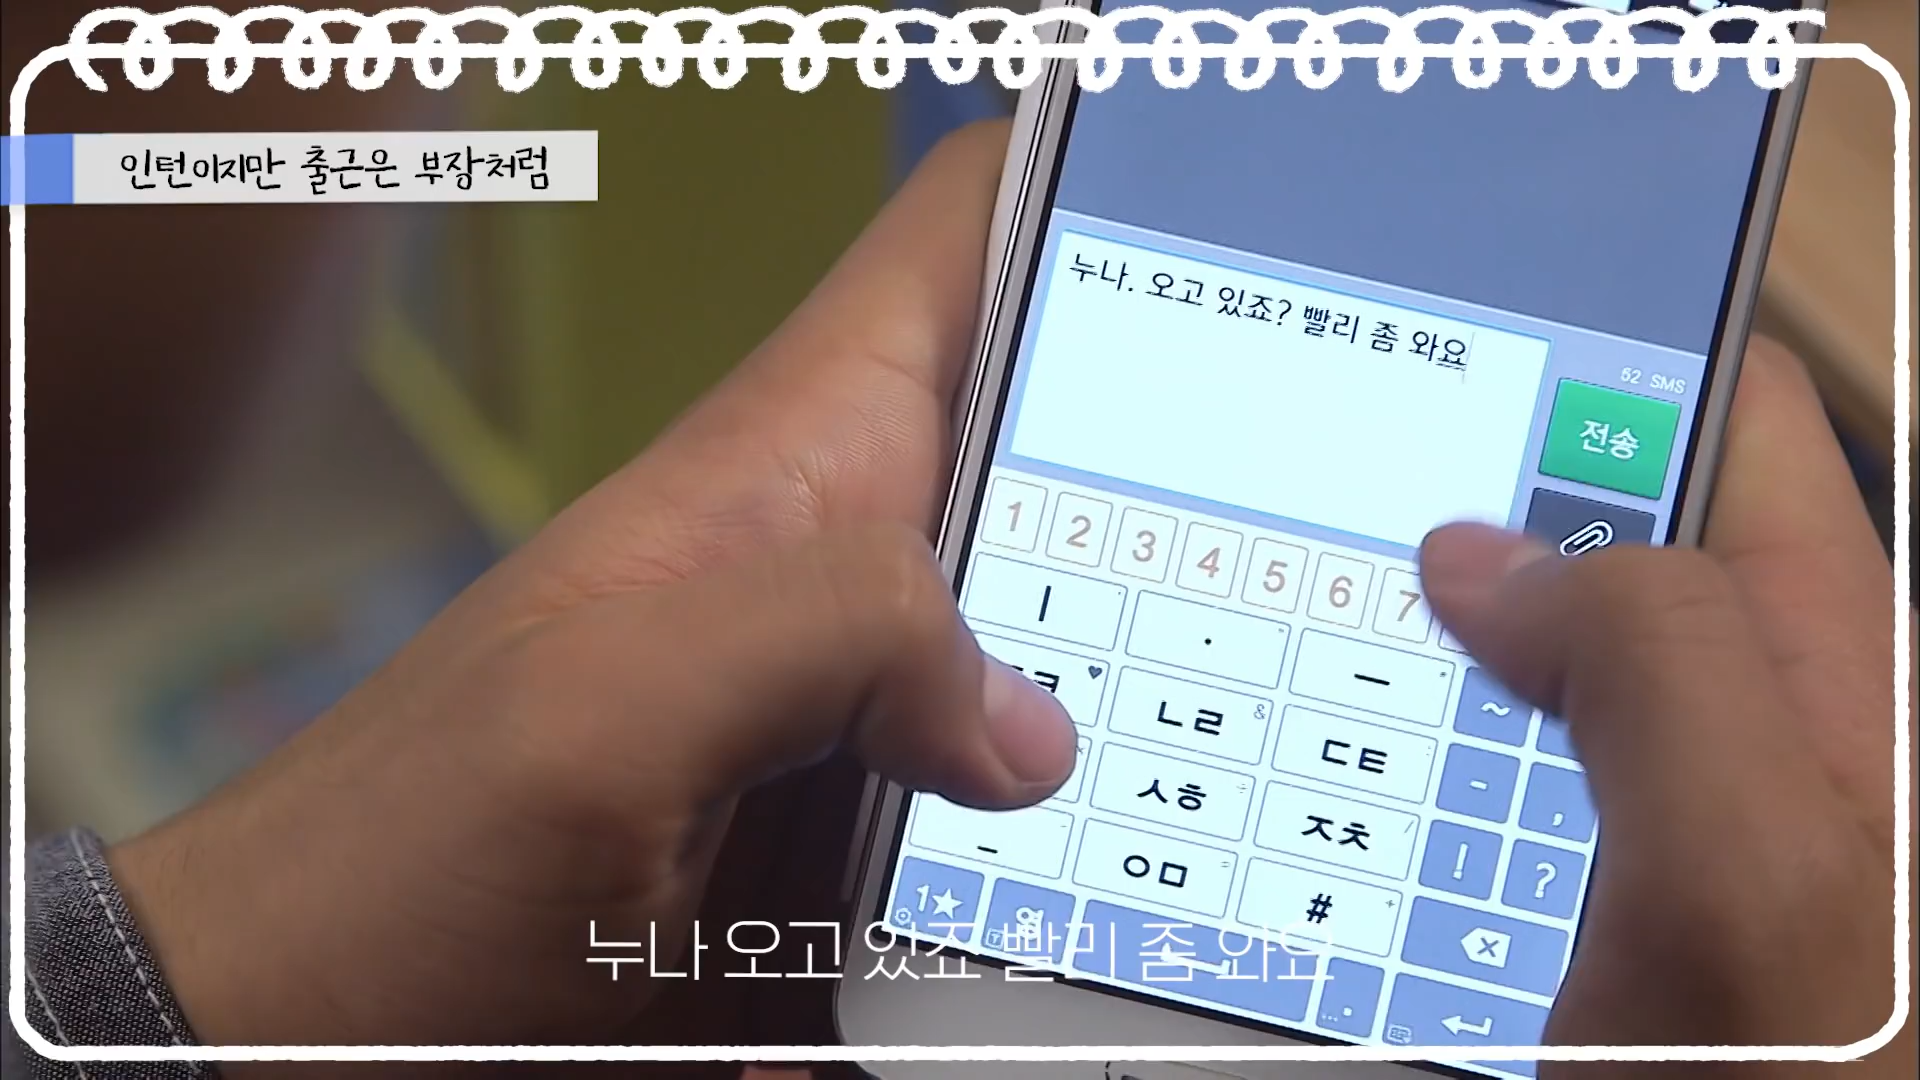 인턴이지만 출근은 부장처럼
누나. 오고 있죠? 빨리 좀 와요
52 SMS
전송
1 2 3 4 5 6 7
ㅣ · ㅡ
ㅋ ♥ ㄴㄹ & ㄷㅌ ~
ㅅㅎ ㅈㅊ / - ,
_ ㅇㅁ # ! ?
1★
누나 오고 있죠 빨리 좀 와요